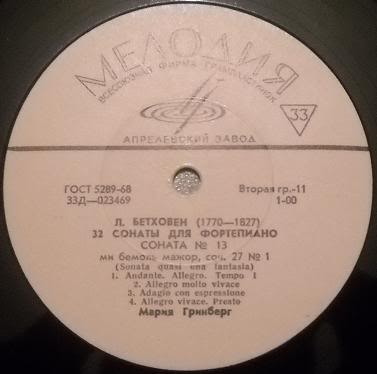 МЕЛОДИЯ
ВСЕСОЮЗНАЯ ФИРМА ГРАМПЛАСТИНОК
33
АПРЕЛЕВСКИЙ ЗАВОД
ГОСТ 5289-68 Вторая гр.-11
33Д—023469 1-00
Л. БЕТХОВЕН (1770—1827)
32 СОНАТЫ ДЛЯ ФОРТЕПИАНО
СОНАТА № 13
ми бемоль мажор, соч. 27 № 1
(Sonata quasi una fantasia)
1. Andante. Allegro. Tempo I
2. Allegro molto vivace
3. Adagio con espressione
4. Allegro vivace. Presto
Мария Гринберг